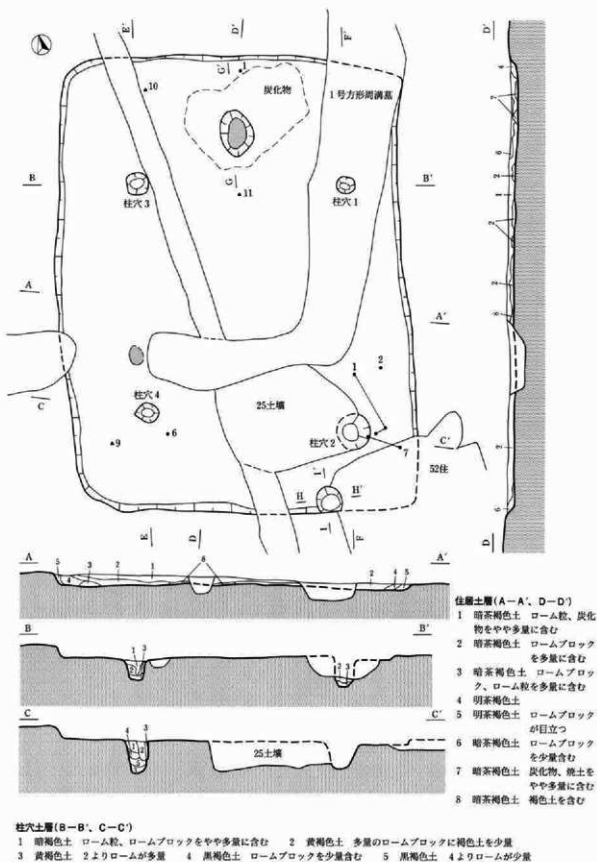 E′
D′
F′
D′
G′
1
炭化物
1号方形周溝墓
10
G
11
B
柱穴3
柱穴1
B′
A
A′
1
2
C
柱穴4
25土壙
柱穴2
C′
9
6
7
I′
52住
H
H′
E
D
I
F
D
4
7
6
2
1
2
2
8
2
6
A
5
3
2
1
6
2
4
5
A′
4
B
1
3
2
2
3
B′
C
4
3
1
2
25土壙
C′
住居土層(A-A′、D-D′)
1 暗茶褐色土 ローム粒、炭化
物をやや多量に含む
2 暗茶褐色土 ロームブロック
を多量に含む
3 暗茶褐色土 ロームブロッ
ク、ローム粒を多量に含む
4 明茶褐色土
5 明茶褐色土 ロームブロック
が目立つ
6 暗茶褐色土 ロームブロック
を少量含む
7 暗茶褐色土 炭化物、焼土を
やや多量に含む
8 暗茶褐色土 褐色土を含む
柱穴土層(B-B′、C-C′)
1 暗褐色土 ローム粒、ロームブロックをやや多量に含む 2 黄褐色土 多量のロームブロックに褐色土を少量
3 黄褐色土 2よりロームが多量 4 黒褐色土 ロームブロックを少量含む 5 黒褐色土 4よりロームが少量